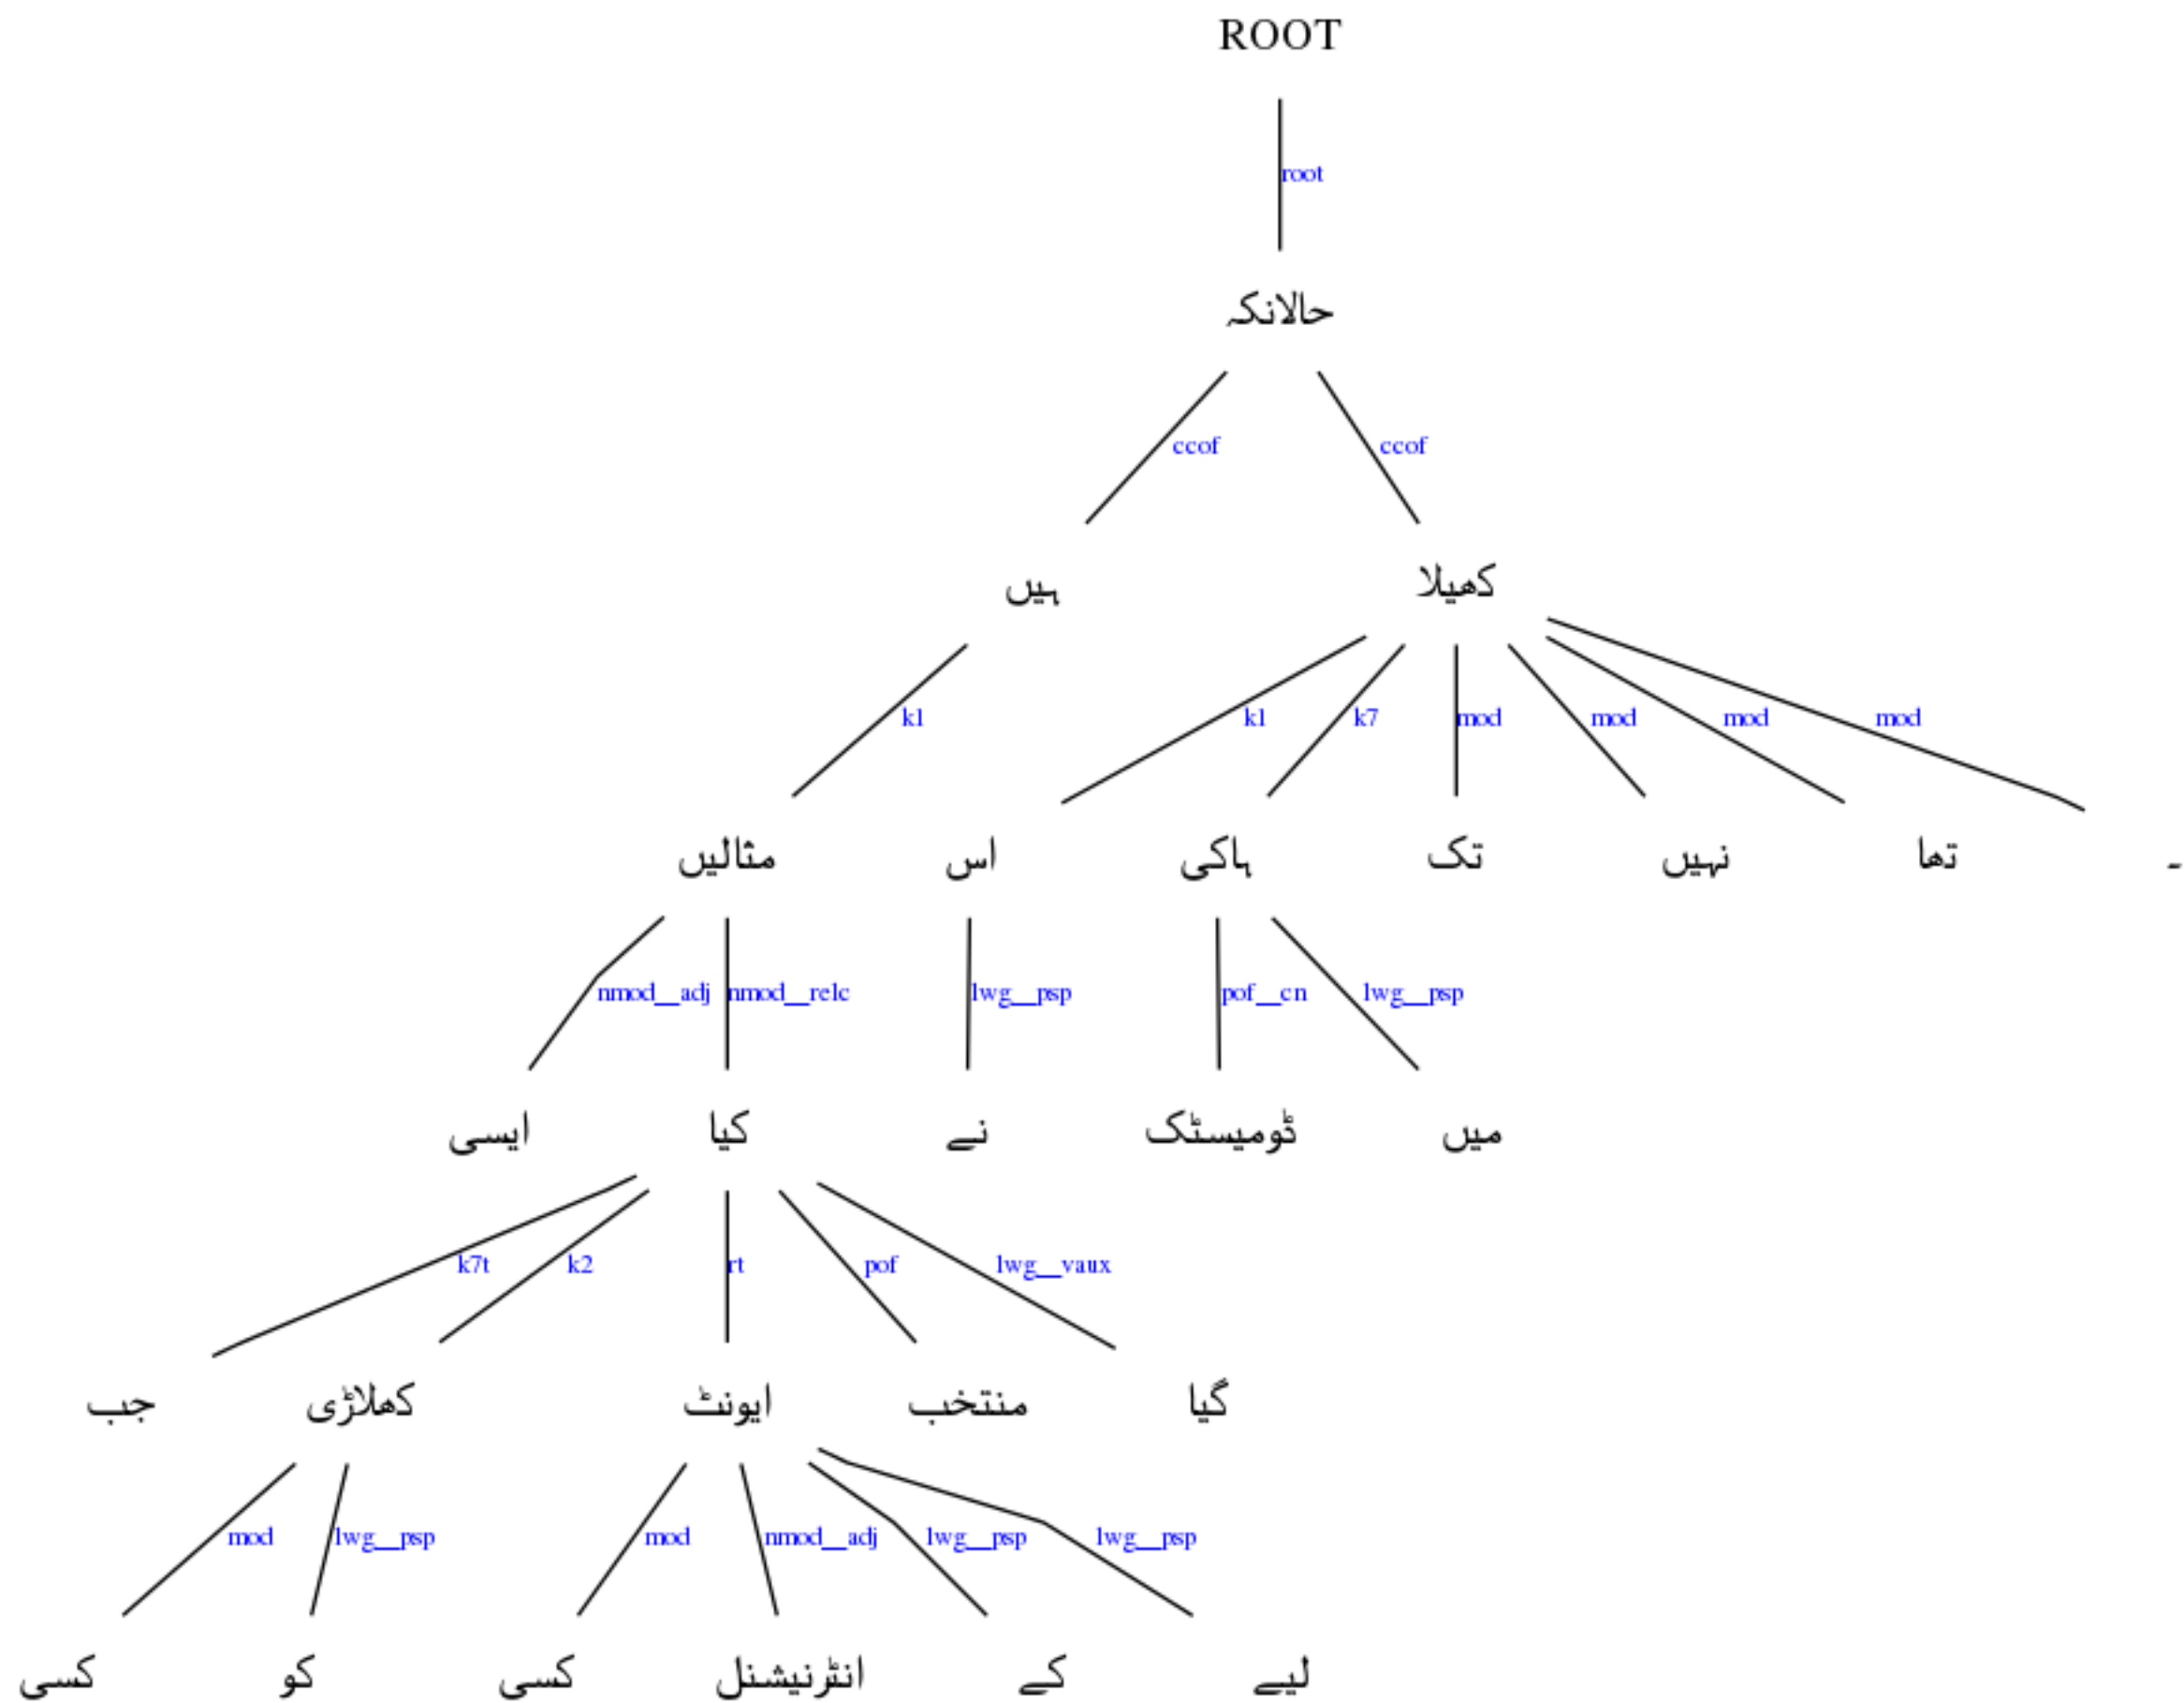 ROOT
root
حالانکہ
ccof ccof
ہیں کھیلا
k1 k1 k7 mod mod mod mod
مثالیں اس ہاکی تک نہیں تھا ۔
nmod__adj nmod__relc lwg__psp pof__cn lwg__psp
ایسی کیا نے ڈومیسٹک میں
k7t k2 rt pof lwg__vaux
جب کھلاڑی ایونٹ منتخب گیا
mod lwg__psp mod nmod__adj lwg__psp lwg__psp
کسی کو کسی انٹرنیشنل کے لیے